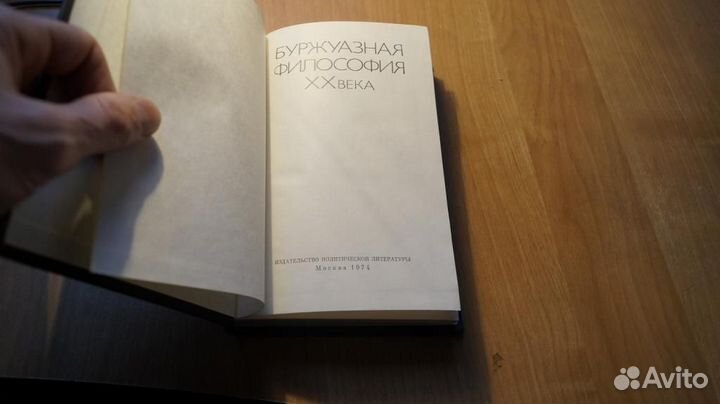 БУРЖУАЗНАЯ
ФИЛОСОФИЯ
XX ВЕКА
ИЗДАТЕЛЬСТВО ПОЛИТИЧЕСКОЙ ЛИТЕРАТУРЫ
Москва 1974
Avito